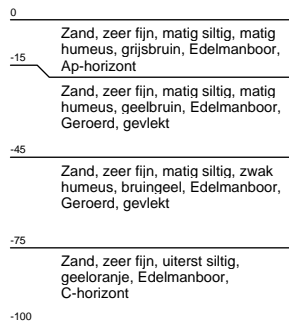 0
Zand, zeer fijn, matig siltig, matig
humeus, grijsbruin, Edelmanboor,
Ap-horizont
-15
Zand, zeer fijn, matig siltig, matig
humeus, geelbruin, Edelmanboor,
Geroerd, gevlekt
-45
Zand, zeer fijn, matig siltig, zwak
humeus, bruingeel, Edelmanboor,
Geroerd, gevlekt
-75
Zand, zeer fijn, uiterst siltig,
geeloranje, Edelmanboor,
C-horizont
-100